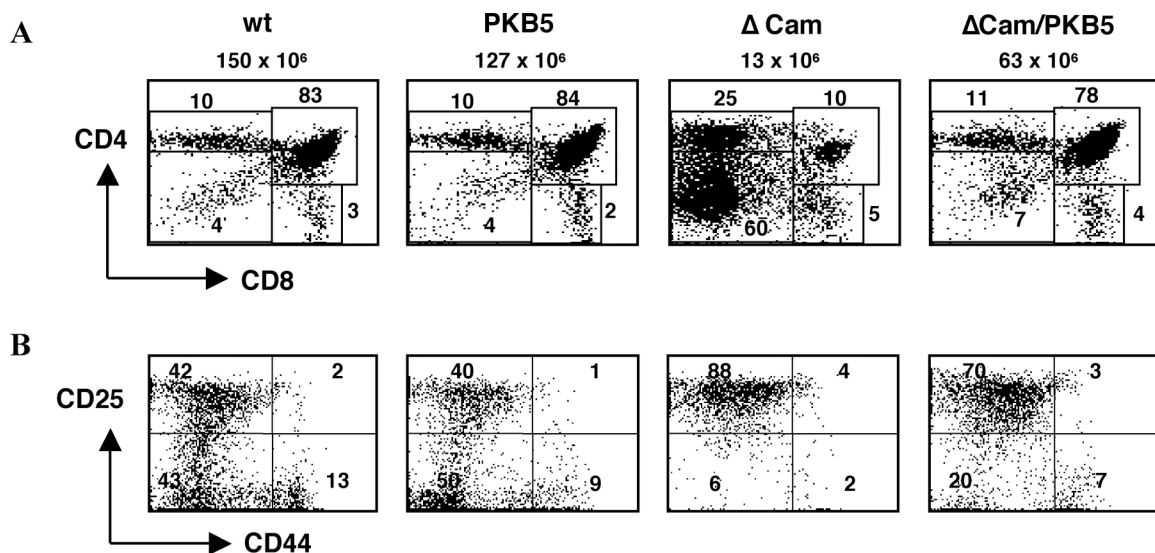 A
wt PKB5 Δ Cam ΔCam/PKB5
150 x 10⁶ 127 x 10⁶ 13 x 10⁶ 63 x 10⁶
10 83 10 84 25 10 11 78
CD4
4 3 4 2 60 5 7 4
CD8
B
42 2 40 1 88 4 70 3
CD25
43 13 50 9 6 2 20 7
CD44